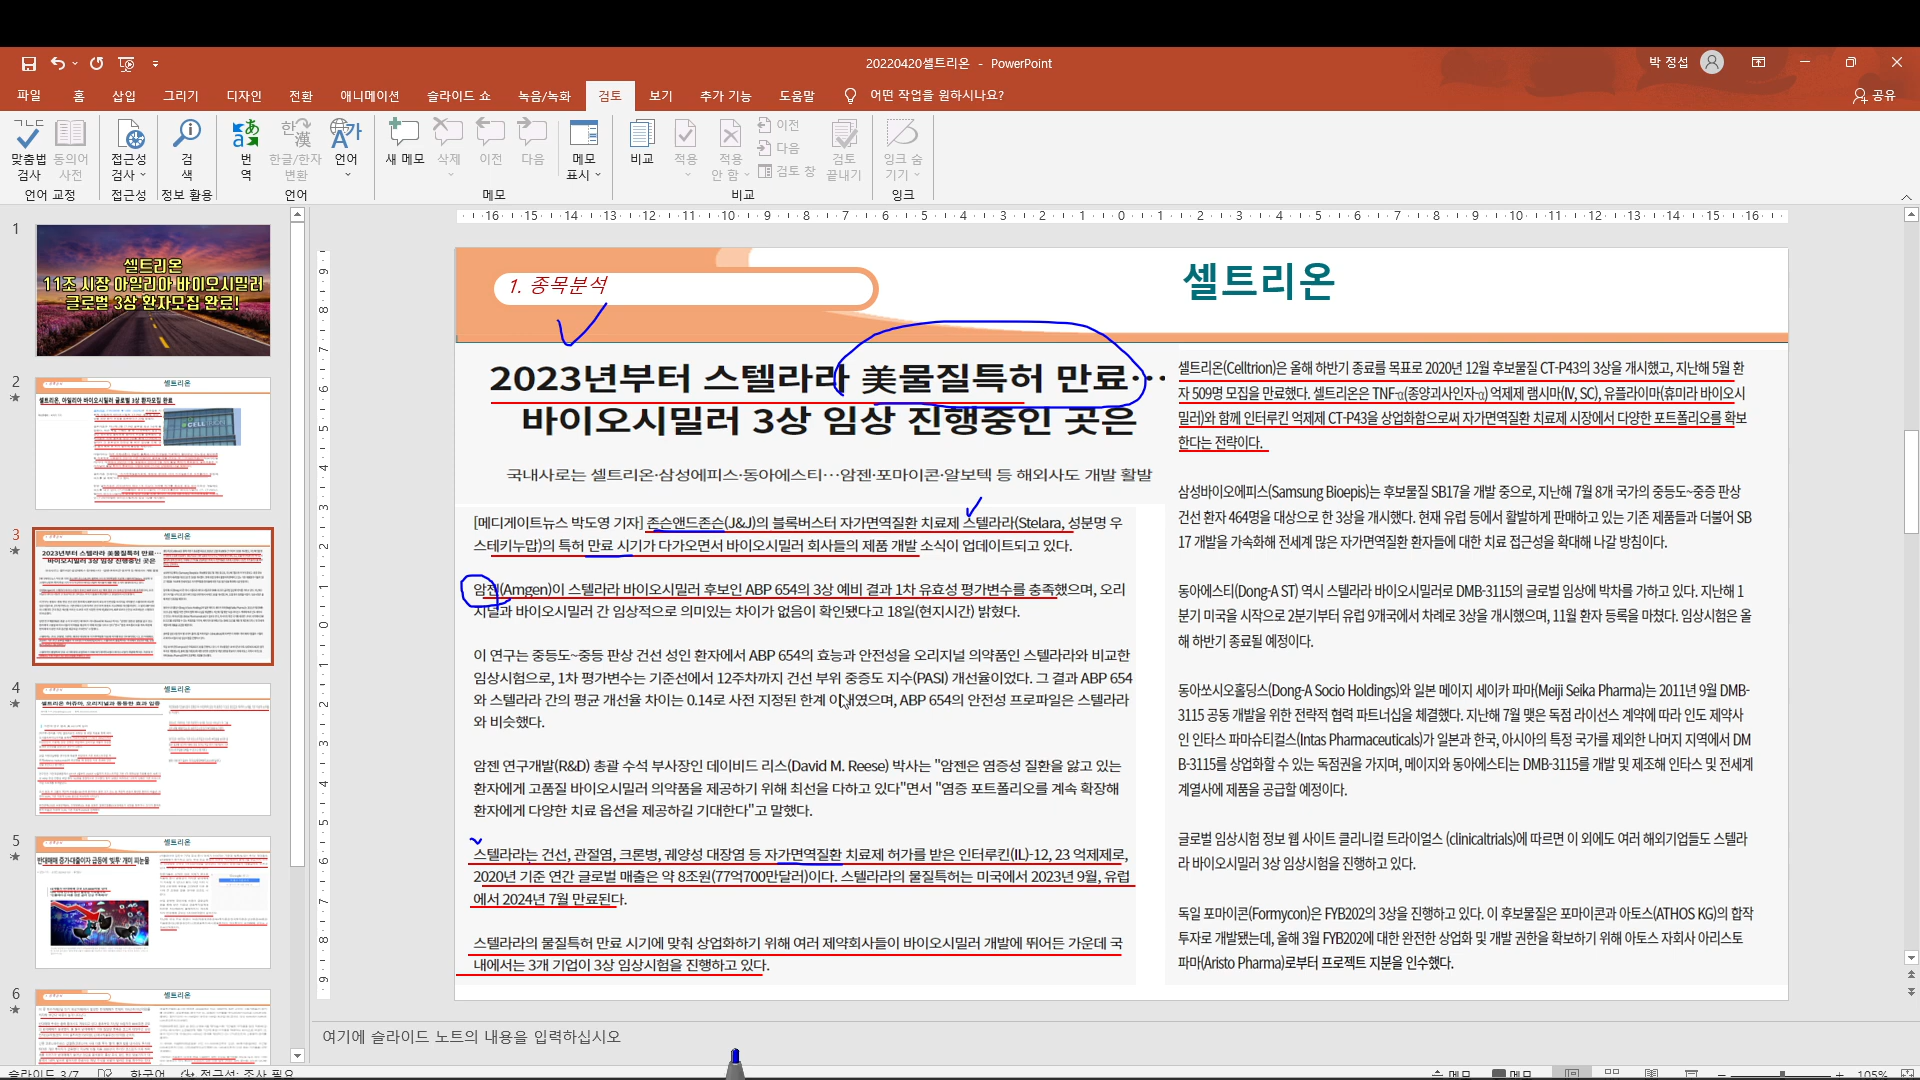 20220420셀트리온 - PowerPoint
박 정섭
파일 홈 삽입 그리기 디자인 전환 애니메이션 슬라이드 쇼 녹음/녹화 검토 보기 추가 기능 도움말 어떤 작업을 원하시나요?
공유
맞춤법 검사
동의어 사전
언어 교정
접근성 검사
접근성
검색
정보 활용
번역
한글/한자 변환
언어
언어
새 메모
삭제
이전
다음
메모 표시
메모
비교
적용
적용 안 함
이전
다음
검토 창
검토 끝내기
비교
잉크 숨기기
잉크
1
셀트리온
11조 시장 아일리아 바이오시밀러
글로벌 3상 환자모집 완료!
2
셀트리온
셀트리온, 아일리아 바이오시밀러 글로벌 3상 환자모집 완료
3
4
셀트리온
5
셀트리온
6
셀트리온
1. 종목분석
셀트리온
2023년부터 스텔라라 美물질특허 만료…
바이오시밀러 3상 임상 진행중인 곳은
국내사로는 셀트리온·삼성에피스·동아에스티…암젠·포마이콘·알보텍 등 해외사도 개발 활발
[메디게이트뉴스 박도영 기자] 존슨앤드존슨(J&J)의 블록버스터 자가면역질환 치료제 스텔라라(Stelara, 성분명 우
스테키누맙)의 특허 만료 시기가 다가오면서 바이오시밀러 회사들의 제품 개발 소식이 업데이트되고 있다.
암젠(Amgen)이 스텔라라 바이오시밀러 후보인 ABP 654의 3상 예비 결과 1차 유효성 평가변수를 충족했으며, 오리
지널과 바이오시밀러 간 임상적으로 의미있는 차이가 없음이 확인됐다고 18일(현지시간) 밝혔다.
이 연구는 중등도~중등 판상 건선 성인 환자에서 ABP 654의 효능과 안전성을 오리지널 의약품인 스텔라라와 비교한
임상시험으로, 1차 평가변수는 기준선에서 12주차까지 건선 부위 중증도 지수(PASI) 개선율이었다. 그 결과 ABP 654
와 스텔라라 간의 평균 개선율 차이는 0.14로 사전 지정된 한계 이내였으며, ABP 654의 안전성 프로파일은 스텔라라
와 비슷했다.
암젠 연구개발(R&D) 총괄 수석 부사장인 데이비드 리스(David M. Reese) 박사는 "암젠은 염증성 질환을 앓고 있는
환자에게 고품질 바이오시밀러 의약품을 제공하기 위해 최선을 다하고 있다"면서 "염증 포트폴리오를 계속 확장해
환자에게 다양한 치료 옵션을 제공하길 기대한다"고 말했다.
스텔라라는 건선, 관절염, 크론병, 궤양성 대장염 등 자가면역질환 치료제 허가를 받은 인터루킨(IL)-12, 23 억제제로,
2020년 기준 연간 글로벌 매출은 약 8조원(77억700만달러)이다. 스텔라라의 물질특허는 미국에서 2023년 9월, 유럽
에서 2024년 7월 만료된다.
스텔라라의 물질특허 만료 시기에 맞춰 상업화하기 위해 여러 제약회사들이 바이오시밀러 개발에 뛰어든 가운데 국
내에서는 3개 기업이 3상 임상시험을 진행하고 있다.
셀트리온(Celltrion)은 올해 하반기 종료를 목표로 2020년 12월 후보물질 CT-P43의 3상을 개시했고, 지난해 5월 환
자 509명 모집을 만료했다. 셀트리온은 TNF-α(종양괴사인자-α) 억제제 램시마(IV, SC), 유플라이마(휴미라 바이오시
밀러)와 함께 인터루킨 억제제 CT-P43을 상업화함으로써 자가면역질환 치료제 시장에서 다양한 포트폴리오를 확보
한다는 전략이다.
삼성바이오에피스(Samsung Bioepis)는 후보물질 SB17을 개발 중으로, 지난해 7월 8개 국가의 중등도~중증 판상
건선 환자 464명을 대상으로 한 3상을 개시했다. 현재 유럽 등에서 활발하게 판매하고 있는 기존 제품들과 더불어 SB
17 개발을 가속화해 전세계 많은 자가면역질환 환자들에 대한 치료 접근성을 확대해 나갈 방침이다.
동아에스티(Dong-A ST) 역시 스텔라라 바이오시밀러로 DMB-3115의 글로벌 임상에 박차를 가하고 있다. 지난해 1
분기 미국을 시작으로 2분기부터 유럽 9개국에서 차례로 3상을 개시했으며, 11월 환자 등록을 마쳤다. 임상시험은 올
해 하반기 종료될 예정이다.
동아쏘시오홀딩스(Dong-A Socio Holdings)와 일본 메이지 세이카 파마(Meiji Seika Pharma)는 2011년 9월 DMB-
3115 공동 개발을 위한 전략적 협력 파트너십을 체결했다. 지난해 7월 맺은 독점 라이선스 계약에 따라 인도 제약사
인 인타스 파마슈티컬스(Intas Pharmaceuticals)가 일본과 한국, 아시아의 특정 국가를 제외한 나머지 지역에서 DM
B-3115를 상업화할 수 있는 독점권을 가지며, 메이지와 동아에스티는 DMB-3115를 개발 및 제조해 인타스 및 전세계
계열사에 제품을 공급할 예정이다.
글로벌 임상시험 정보 웹 사이트 클리니컬 트라이얼스 (clinicaltrials)에 따르면 이 외에도 여러 해외기업들도 스텔라
라 바이오시밀러 3상 임상시험을 진행하고 있다.
독일 포마이콘(Formycon)은 FYB202의 3상을 진행하고 있다. 이 후보물질은 포마이콘과 아토스(ATHOS KG)의 합작
투자로 개발됐는데, 올해 3월 FYB202에 대한 완전한 상업화 및 개발 권한을 확보하기 위해 아토스 자회사 아리스토
파마(Aristo Pharma)로부터 프로젝트 지분을 인수했다.
여기에 슬라이드 노트의 내용을 입력하십시오
슬라이드 3/7 한국어 접근성: 조사 필요
메모 메모 105%